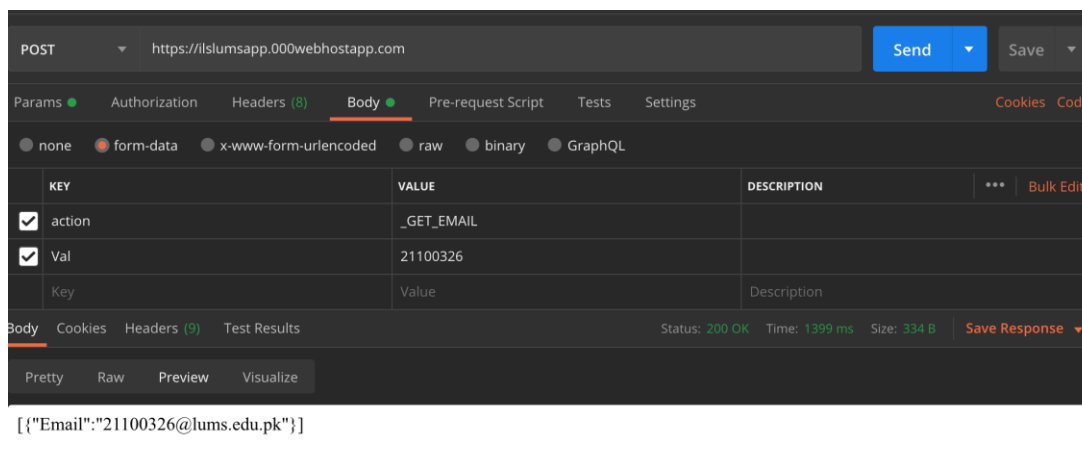 POST https://ilslumsapp.000webhostapp.com Send Save
Params Authorization Headers (8) Body Pre-request Script Tests Settings Cookies Cod
none form-data x-www-form-urlencoded raw binary GraphQL
KEY VALUE DESCRIPTION ••• Bulk Edit
action _GET_EMAIL
Val 21100326
Key Value Description
Body Cookies Headers (9) Test Results Status: 200 OK Time: 1399 ms Size: 334 B Save Response
Pretty Raw Preview Visualize
[{"Email":"21100326@lums.edu.pk"}]